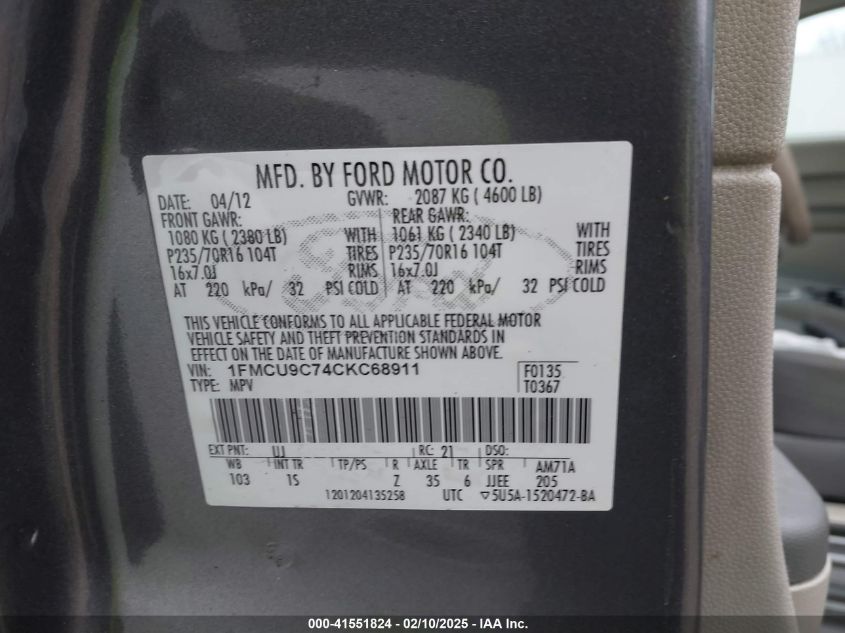 MFD. BY FORD MOTOR CO.
DATE: 04/12 GVWR: 2087 KG ( 4600 LB)
FRONT GAWR: REAR GAWR:
1080 KG ( 2380 LB) WITH 1061 KG ( 2340 LB) WITH
P235/70R16 104T TIRES P235/70R16 104T TIRES
16x7.0J RIMS 16x7.0J RIMS
AT 220 kPa/ 32 PSI COLD AT 220 kPa/ 32 PSI COLD
THIS VEHICLE CONFORMS TO ALL APPLICABLE FEDERAL MOTOR
VEHICLE SAFETY AND THEFT PREVENTION STANDARDS IN
EFFECT ON THE DATE OF MANUFACTURE SHOWN ABOVE.
VIN: 1FMCU9C74CKC68911 F0135
TYPE: MPV T0367
EXT PNT: UJ RC: 21 DSO:
WB INT TR TP/PS R AXLE TR SPR AM71A
103 1S Z 35 6 JJEE 205
1201204135258 UTC ▽5U5A-1520472-BA
000-41551824 - 02/10/2025 - IAA, Inc.